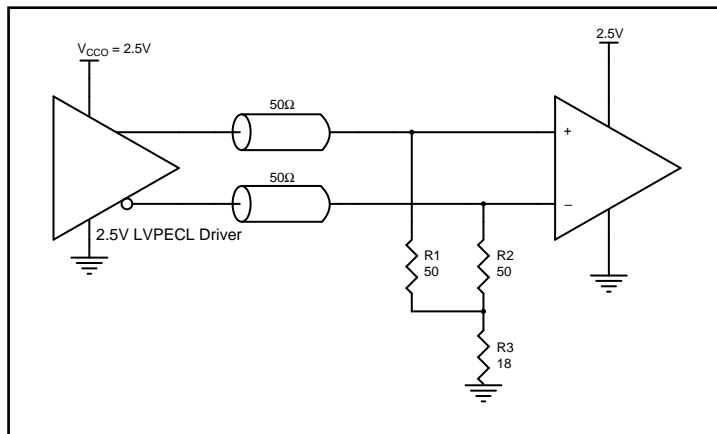 V_CCO = 2.5V
2.5V
50Ω
+
50Ω
−
2.5V LVPECL Driver
R1
50
R2
50
R3
18